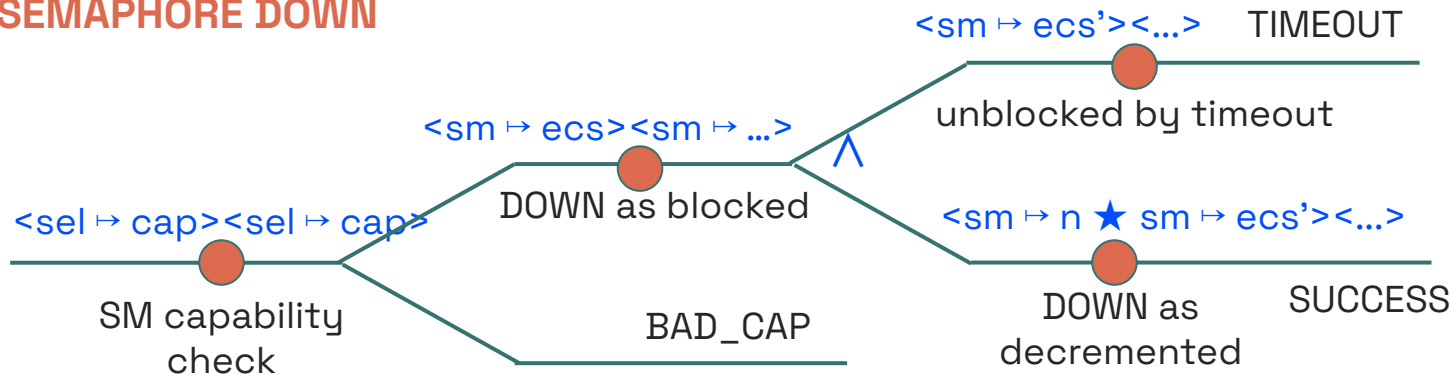 SEMAPHORE DOWN
<sm ↦ ecs’><...>
TIMEOUT
unblocked by timeout
<sm ↦ ecs><sm ↦ ...>
∧
DOWN as blocked
<sel ↦ cap><sel ↦ cap>
<sm ↦ n ★ sm ↦ ecs’><...>
SM capability
check
BAD_CAP
DOWN as
decremented
SUCCESS